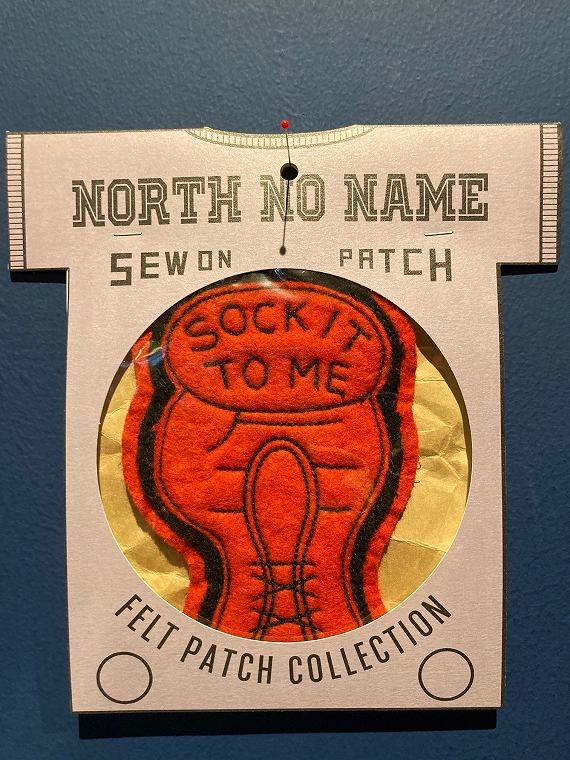 NORTH NO NAME
SEW ON PATCH
SOCK IT
TO ME
FELT PATCH COLLECTION